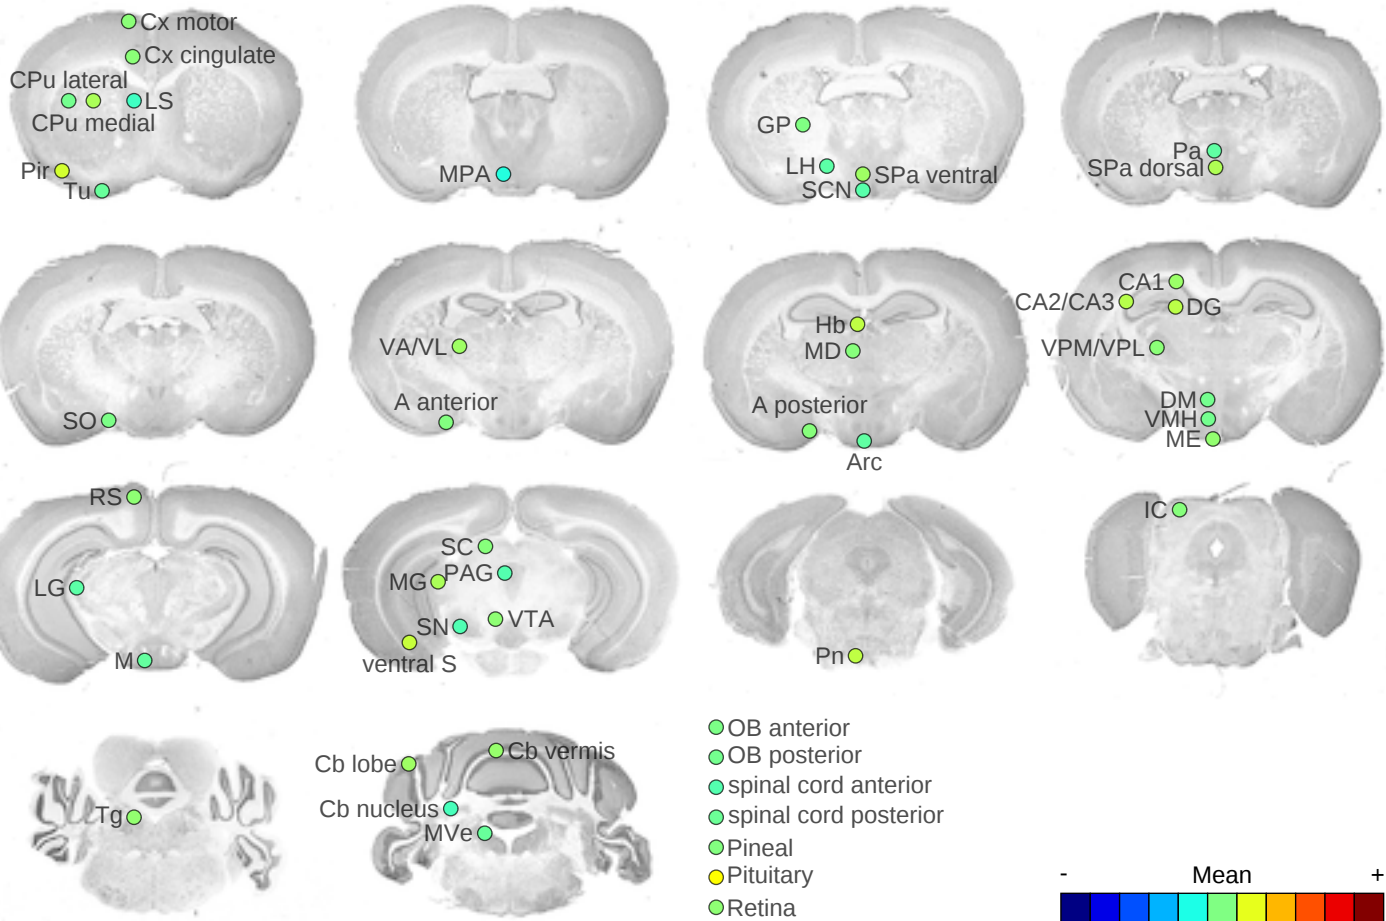 Cx motor
Cx cingulate
CPu lateral
LS
CPu medial
Pir
Tu
MPA
GP
LH
SPa ventral
SCN
Pa
SPa dorsal
SO
VA/VL
A anterior
Hb
MD
A posterior
Arc
CA1
CA2/CA3
DG
VPM/VPL
DM
VMH
ME
RS
LG
M
SC
MG
PAG
SN
VTA
ventral S
Pn
IC
Tg
Cb lobe
Cb vermis
Cb nucleus
MVe
OB anterior
OB posterior
spinal cord anterior
spinal cord posterior
Pineal
Pituitary
Retina
- Mean +